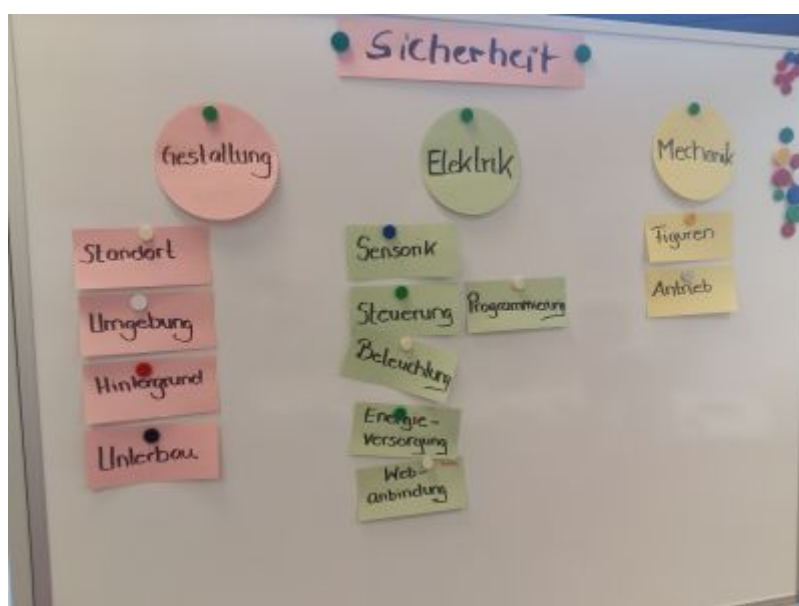 Sicherheit
Gestaltung
Standort
Umgebung
Hintergrund
Unterbau
Elektrik
Sensorik
Steuerung
Programmierung
Beleuchtung
Energie-
versorgung
Web-
anbindung
Mechanik
Figuren
Antrieb